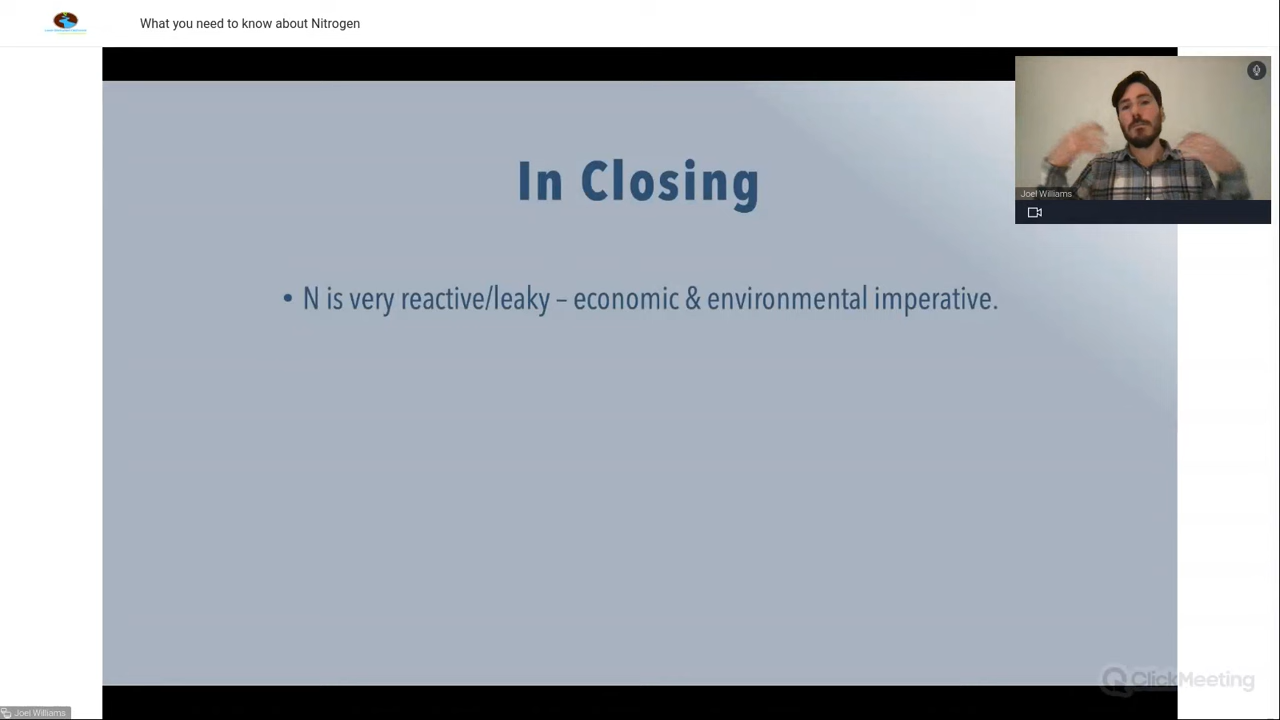 What you need to know about Nitrogen
In Closing
• N is very reactive/leaky – economic & environmental imperative.
Joel Williams
ClickMeeting
Joel Williams